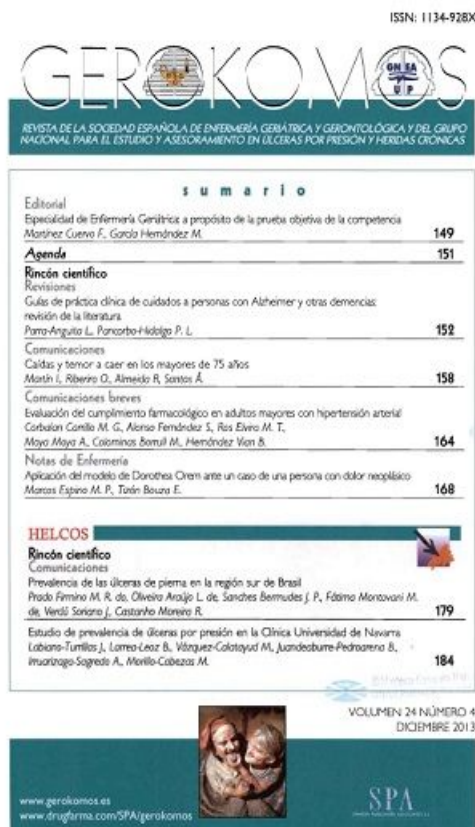 ISSN: 1134-928X
GEROKOMOS
GN EA
U P
REVISTA DE LA SOCIEDAD ESPAÑOLA DE ENFERMERÍA GERIÁTRICA Y GERONTOLÓGICA Y DEL GRUPO
NACIONAL PARA EL ESTUDIO Y ASESORAMIENTO EN ÚLCERAS POR PRESIÓN Y HERIDAS CRÓNICAS
sumario
Editorial
Especialidad de Enfermería Geriátrica: a propósito de la prueba objetiva de la competencia
Martínez Cuervo F., García Hernández M. 149
Agenda 151
Rincón científico
Revisiones
Guías de práctica clínica de cuidados a personas con Alzheimer y otras demencias:
revisión de la literatura
Parra-Anguita L., Pancorbo-Hidalgo P. L. 152
Comunicaciones
Caídas y temor a caer en los mayores de 75 años
Martín I., Ribeiro O., Almeida R., Santos Á. 158
Comunicaciones breves
Evaluación del cumplimiento farmacológico en adultos mayores con hipertensión arterial
Corbalan Carrillo M. G., Alonso Fernández S., Ros Elvira M. T.,
Moya Moya A., Colominas Borrull M., Hernández Vian B. 164
Notas de Enfermería
Aplicación del modelo de Dorothea Orem ante un caso de una persona con dolor neoplásico
Marcos Espino M. P., Tizón Bouza E. 168
HELCOS
Rincón científico
Comunicaciones
Prevalencia de las úlceras de pierna en la región sur de Brasil
Prado Firmino M. R. do, Oliveira Araújo L. de, Sanches Bermudes J. P., Fátima Mantovani M.
de, Verdú Soriano J., Castanho Moreira R. 179
Estudio de prevalencia de úlceras por presión en la Clínica Universidad de Navarra
Labiano-Turrillas J., Larrea-Leoz B., Vázquez-Calatayud M., Juandeaburre-Pedroarena B.,
Iruarizaga-Sagredo A., Morillo-Cabezas M. 184
VOLUMEN 24 NÚMERO 4
DICIEMBRE 2013
www.gerokomos.es
www.drugfarma.com/SPA/gerokomos
SPA